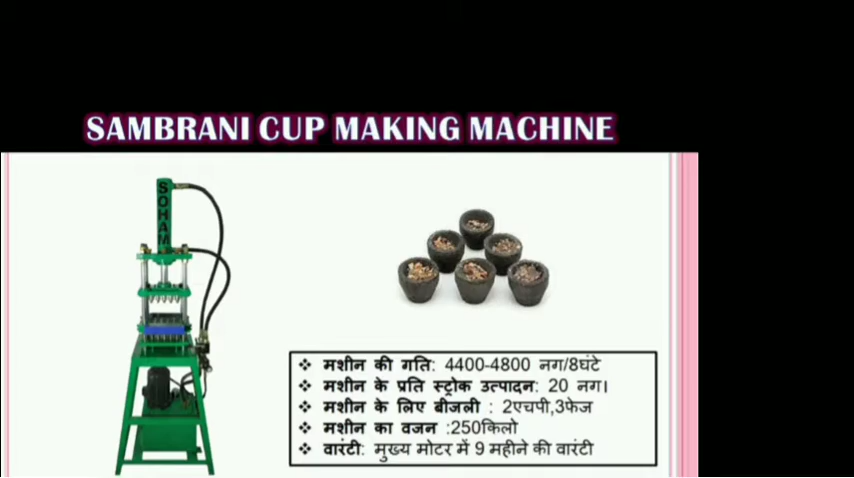 SAMBRANI CUP MAKING MACHINE
SOHAM
❖ मशीन की गति: 4400-4800 नग/8घंटे
❖ मशीन के प्रति स्ट्रोक उत्पादन: 20 नग।
❖ मशीन के लिए बीजली : 2एचपी,3फेज
❖ मशीन का वजन :250किलो
❖ वारंटी: मुख्य मोटर में 9 महीने की वारंटी